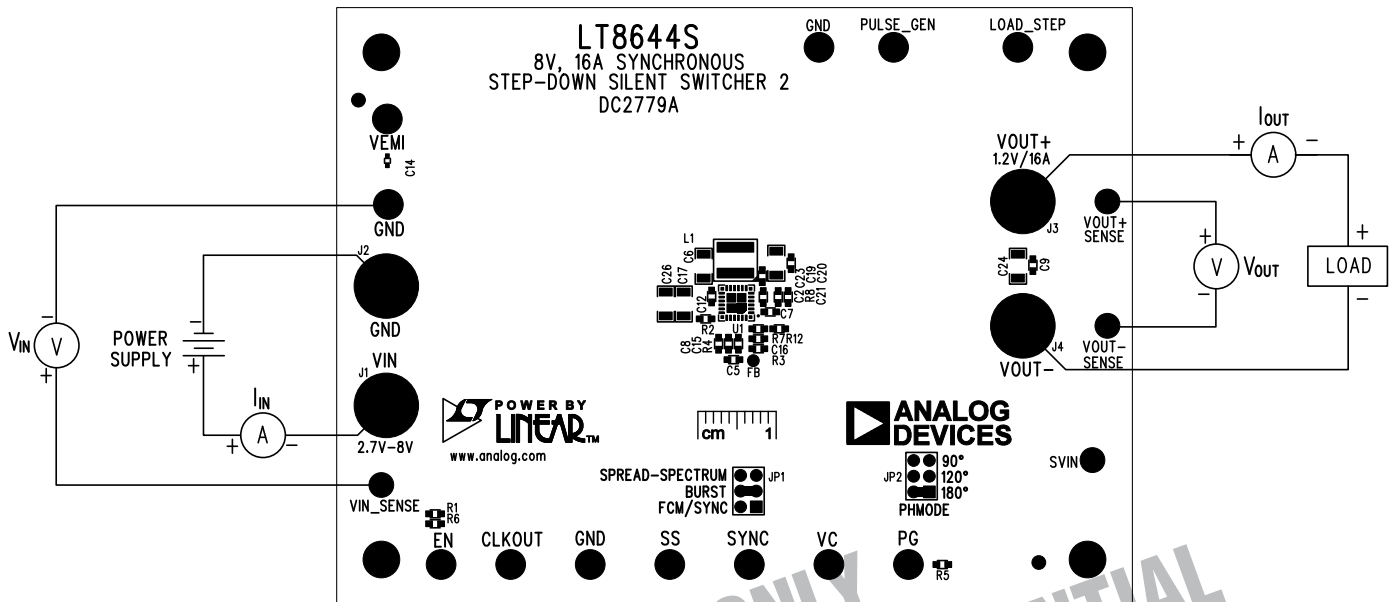 LT8644S
8V, 16A SYNCHRONOUS
STEP-DOWN SILENT SWITCHER 2
DC2779A
GND
PULSE_GEN
LOAD_STEP
VEMI
C14
GND
J2
GND
VIN
J1
2.7V-8V
VIN_SENSE
VIN
V
-
+
POWER
SUPPLY
-
+
IIN
+
A
-
L1
C6
C26
C17
C12
R2
U1
C8
C15
R4
C5
FB
C7
R7
R12
C16
R3
C2
C23
R8
C19
C21
C20
VOUT+
1.2V/16A
J3
C24
C9
J4
VOUT-
VOUT+
SENSE
VOUT-
SENSE
IOUT
+
A
-
+
V
-
VOUT
+
LOAD
-
POWER BY
LINEAR™
www.analog.com
cm 1
ANALOG
DEVICES
SPREAD-SPECTRUM
BURST
FCM/SYNC
JP1
JP2
90°
120°
180°
PHMODE
SVIN
R1
R6
EN
CLKOUT
GND
SS
SYNC
VC
PG
R5
ONLY